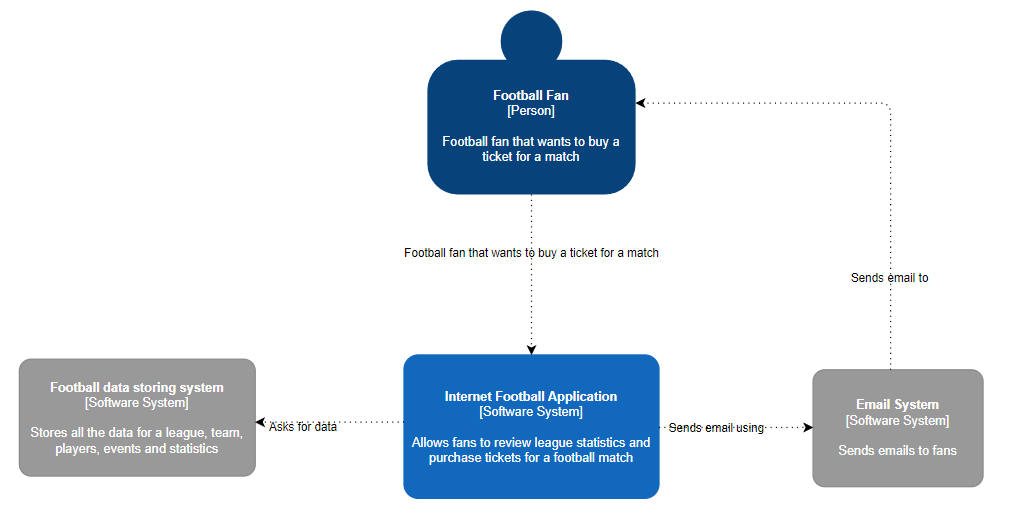 Football Fan
[Person]
Football fan that wants to buy a
ticket for a match
Football fan that wants to buy a ticket for a match
Sends email to
Football data storing system
[Software System]
Stores all the data for a league, team,
players, events and statistics
Asks for data
Internet Football Application
[Software System]
Allows fans to review league statistics and
purchase tickets for a football match
Sends email using
Email System
[Software System]
Sends emails to fans